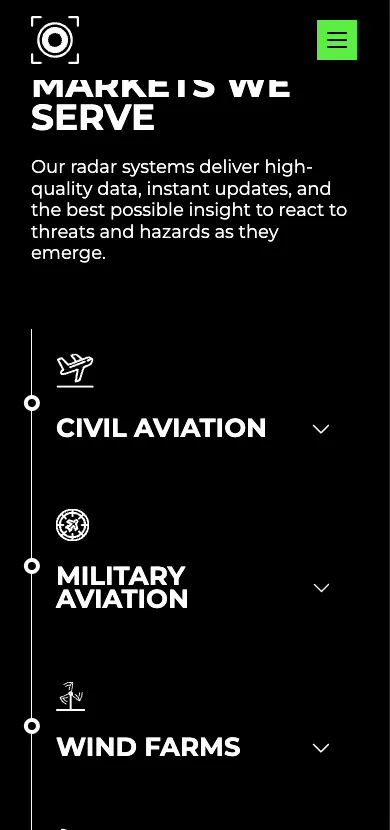 MARKETS WE
SERVE
Our radar systems deliver high-
quality data, instant updates, and
the best possible insight to react to
threats and hazards as they
emerge.
CIVIL AVIATION
MILITARY
AVIATION
WIND FARMS